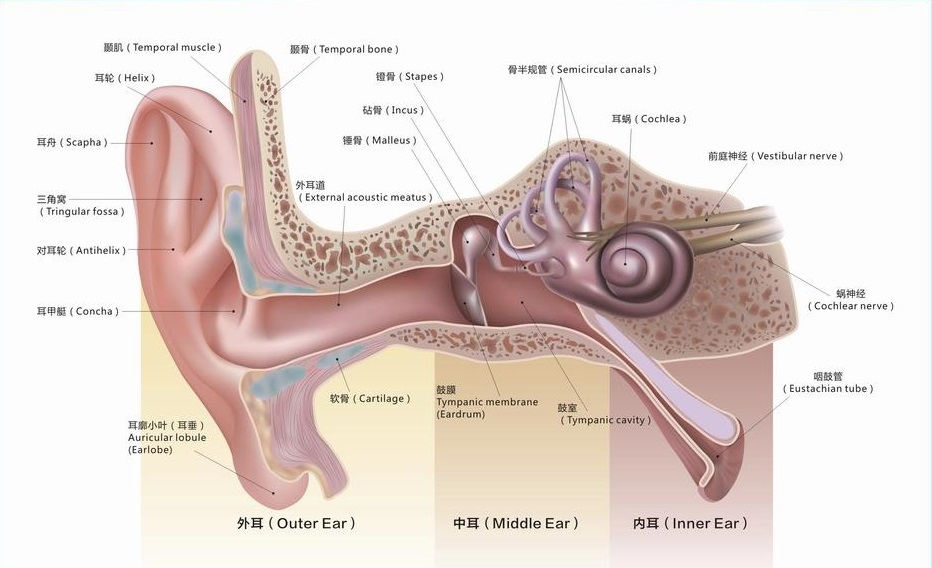 颞肌（Temporal muscle）
颞骨（Temporal bone）
耳轮（Helix）
镫骨（Stapes）
骨半规管（Semicircular canals）
砧骨（Incus）
耳蜗（Cochlea）
锤骨（Malleus）
耳舟（Scapha）
前庭神经（Vestibular nerve）
外耳道
（External acoustic meatus）
三角窝
（Tringular fossa）
对耳轮（Antihelix）
蜗神经
（Cochlear nerve）
耳甲艇（Concha）
咽鼓管
（Eustachian tube）
鼓膜
Tympanic membrane
(Eardrum)
软骨（Cartilage）
鼓室
（Tympanic cavity）
耳廓小叶（耳垂）
Auricular lobule
(Earlobe)
外耳（Outer Ear）
中耳（Middle Ear）
内耳（Inner Ear）